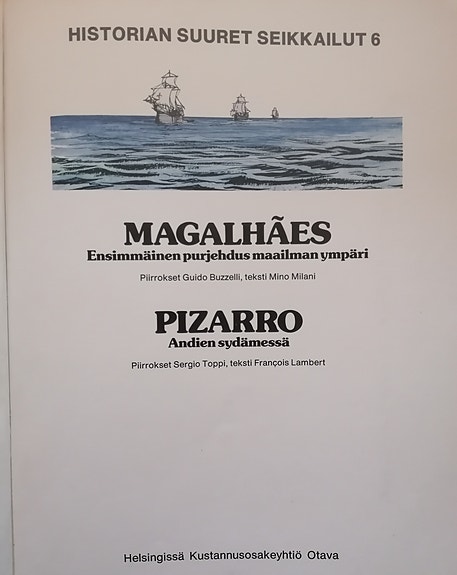 HISTORIAN SUURET SEIKKAILUT 6
MAGALHÃES
Ensimmäinen purjehdus maailman ympäri
Piirrokset Guido Buzzelli, teksti Mino Milani
PIZARRO
Andien sydämessä
Piirrokset Sergio Toppi, teksti François Lambert
Helsingissä Kustannusosakeyhtiö Otava